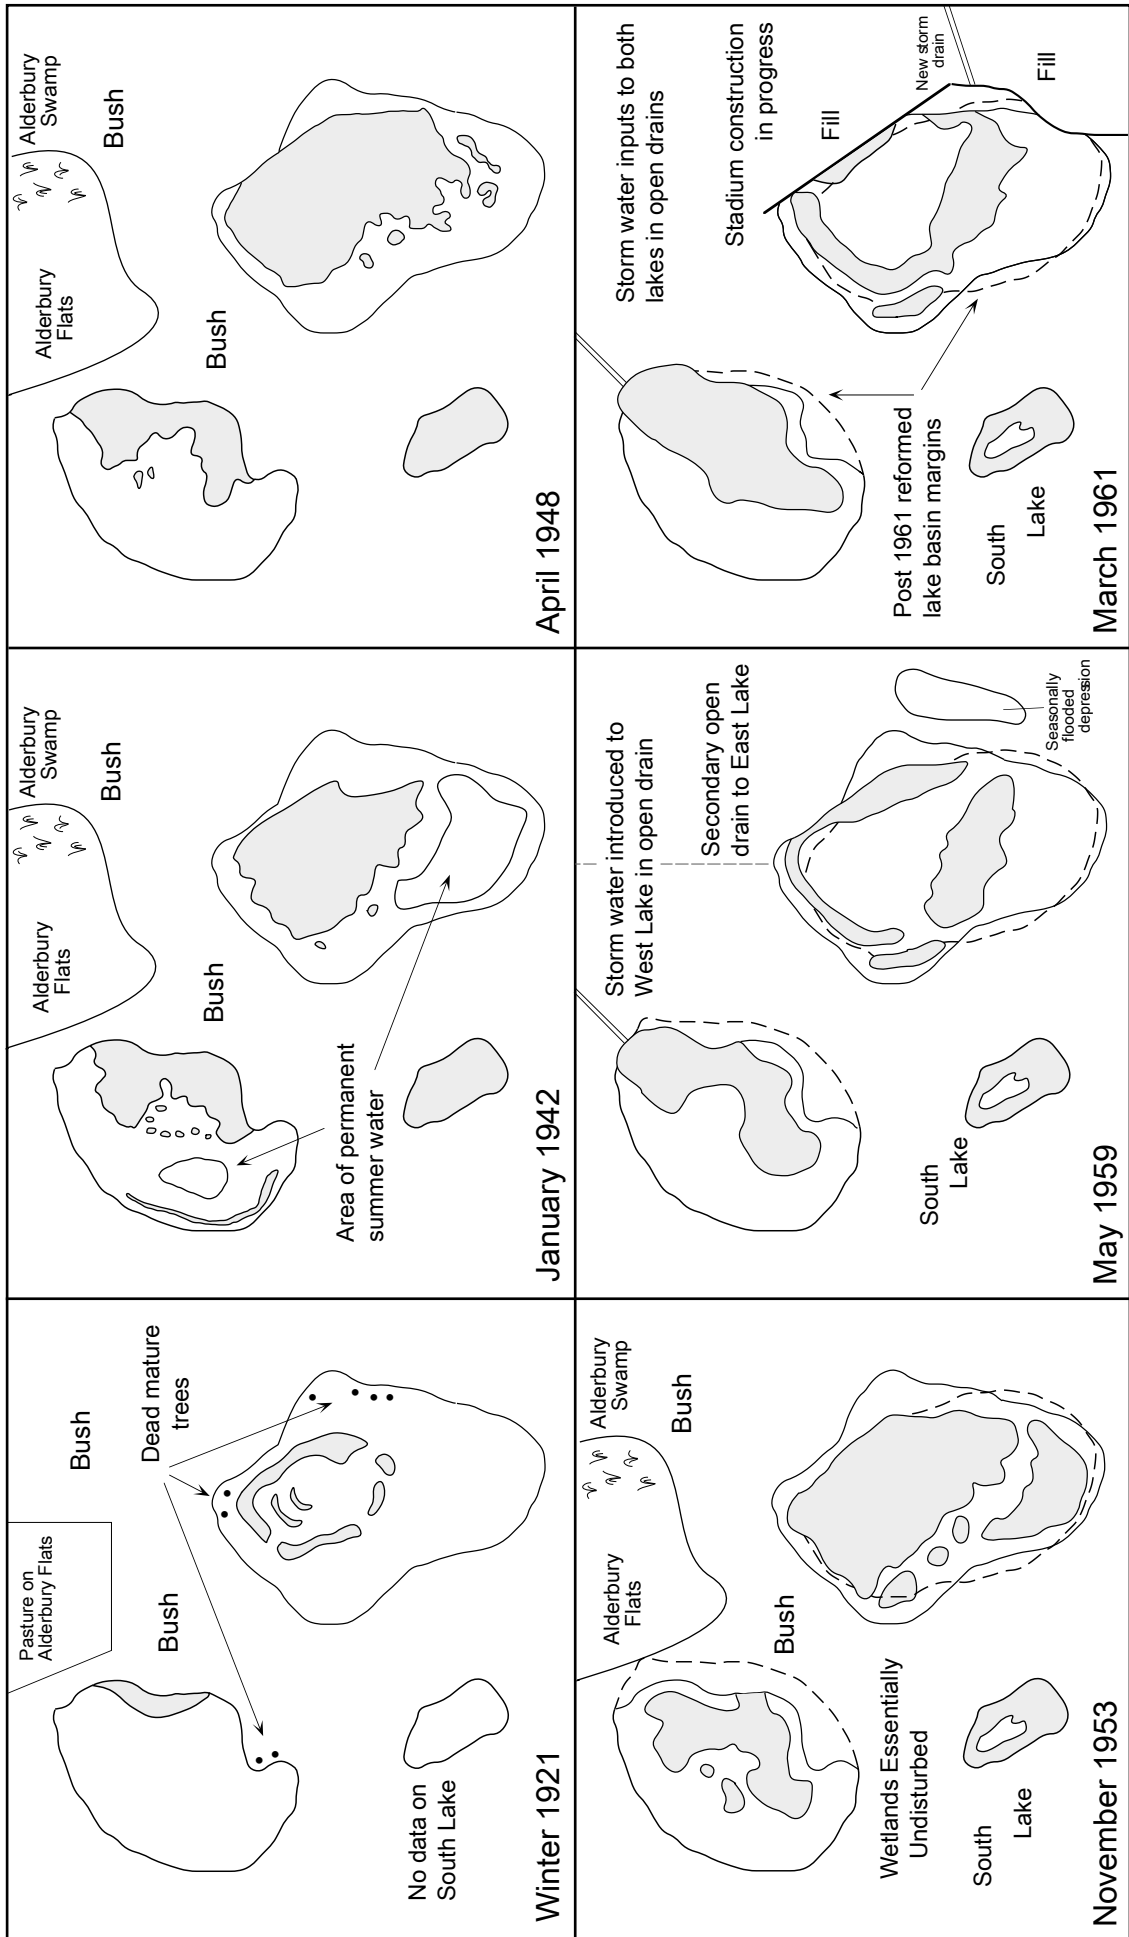 Pasture on
Alderbury Flats
Bush
Bush
Dead mature
trees
No data on
South Lake
Winter 1921
Alderbury
Flats
Alderbury
Swamp
Bush
Bush
Area of permanent
summer water
January 1942
Alderbury
Flats
Alderbury
Swamp
Bush
Bush
April 1948
Alderbury
Flats
Alderbury
Swamp
Bush
Bush
Wetlands Essentially
Undisturbed
South
Lake
November 1953
Storm water introduced to
West Lake in open drain
Secondary open
drain to East Lake
Seasonally
flooded
depression
South
Lake
May 1959
Storm water inputs to both
lakes in open drains
Stadium construction
in progress
Fill
New storm
drain
Fill
Post 1961 reformed
lake basin margins
South
Lake
March 1961